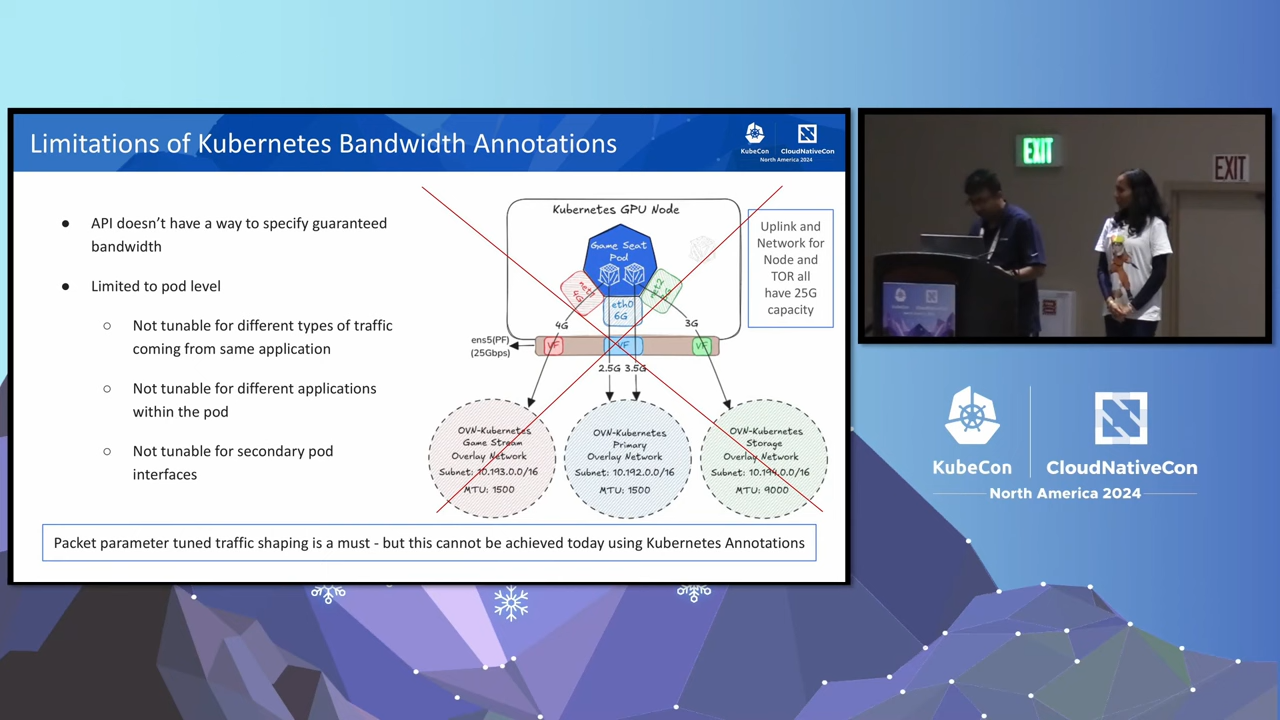 Limitations of Kubernetes Bandwidth Annotations
KubeCon
CloudNativeCon
North America 2024
● API doesn’t have a way to specify guaranteed
bandwidth
● Limited to pod level
○ Not tunable for different types of traffic
coming from same application
○ Not tunable for different applications
within the pod
○ Not tunable for secondary pod
interfaces
Kubernetes GPU Node
Game Seat
Pod
4G
eth0
6G
4G
3G
ens5(PF)
(25Gbps)
VF
VF
VF
2.5G 3.5G
OVN-Kubernetes
Game Stream
Overlay Network
Subnet: 10.193.0.0/16
MTU: 1500
OVN-Kubernetes
Primary
Overlay Network
Subnet: 10.192.0.0/16
MTU: 1500
OVN-Kubernetes
Storage
Overlay Network
Subnet: 10.194.0.0/16
MTU: 9000
Uplink and
Network for
Node and
TOR all
have 25G
capacity
Packet parameter tuned traffic shaping is a must - but this cannot be achieved today using Kubernetes Annotations
EXIT
EXIT
KubeCon
CloudNativeCon
North America 2024